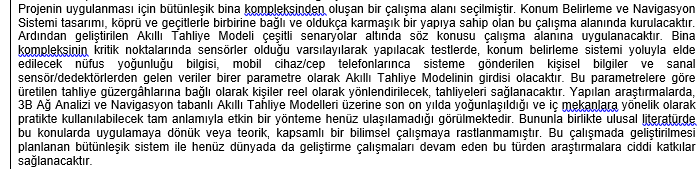 Projenin uygulanması için bütünleşik bina kompleksinden oluşan bir çalışma alanı seçilmiştir. Konum Belirleme ve Navigasyon
Sistemi tasarımı, köprü ve geçitlerle birbirine bağlı ve oldukça karmaşık bir yapıya sahip olan bu çalışma alanında kurulacaktır.
Ardından geliştirilen Akıllı Tahliye Modeli çeşitli senaryolar altında söz konusu çalışma alanına uygulanacaktır. Bina
kompleksinin kritik noktalarında sensörler olduğu varsılayılarak yapılacak testlerde, konum belirleme sistemi yoluyla elde
edilecek nüfus yoğunluğu bilgisi, mobil cihaz/cep telefonlarınca sisteme gönderilen kişisel bilgiler ve sanal
sensör/dedektörlerden gelen veriler birer parametre olarak Akıllı Tahliye Modelinin girdisi olacaktır. Bu parametrelere göre
üretilen tahliye güzergâhlarına bağlı olarak kişiler reel olarak yönlendirilecek, tahliyeleri sağlanacaktır. Yapılan araştırmalarda,
3B Ağ Analizi ve Navigasyon tabanlı Akıllı Tahliye Modelleri üzerine son on yılda yoğunlaşıldığı ve iç mekanlara yönelik olarak
pratikte kullanılabilecek tam anlamıyla etkin bir yönteme henüz ulaşılamadığı görülmektedir. Bununla birlikte ulusal literatürde
bu konularda uygulamaya dönük veya teorik, kapsamlı bir bilimsel çalışmaya rastlanmamıştır. Bu çalışmada geliştirilmesi
planlanan bütünleşik sistem ile henüz dünyada da geliştirme çalışmaları devam eden bu türden araştırmalara ciddi katkılar
sağlanacaktır.